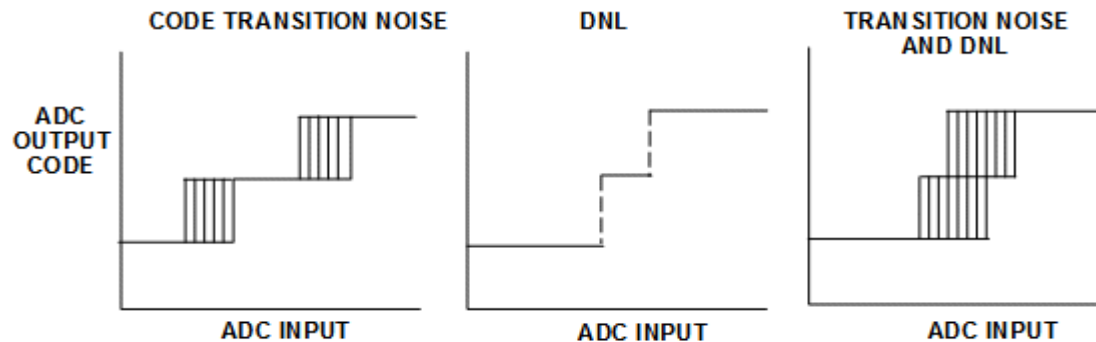 CODE TRANSITION NOISE
DNL
TRANSITION NOISE
AND DNL
ADC
OUTPUT
CODE
ADC INPUT
ADC INPUT
ADC INPUT